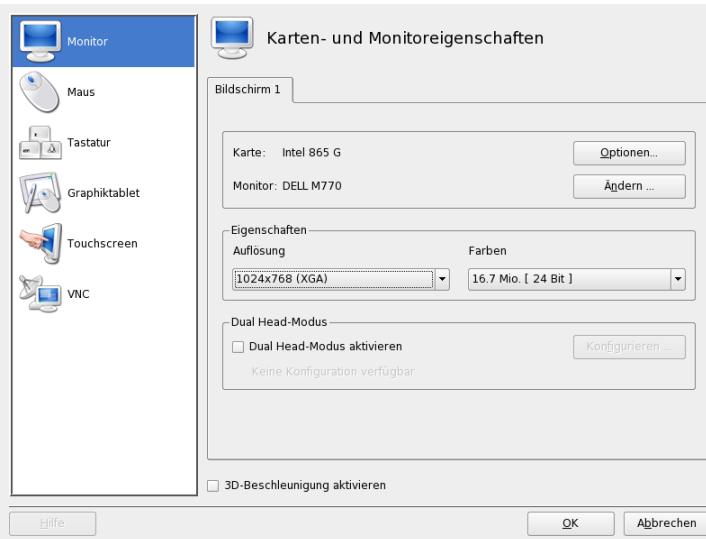 Monitor
Maus
Tastatur
Graphiktablet
Touchscreen
VNC
Karten- und Monitoreigenschaften
Bildschirm 1
Karte: Intel 865 G
Optionen...
Monitor: DELL M770
Ändern ...
Eigenschaften
Auflösung Farben
1024x768 (XGA) 16.7 Mio. [ 24 Bit ]
Dual Head-Modus
Dual Head-Modus aktivieren
Konfigurieren ...
Keine Konfiguration verfügbar
3D-Beschleunigung aktivieren
Hilfe
OK
Abbrechen